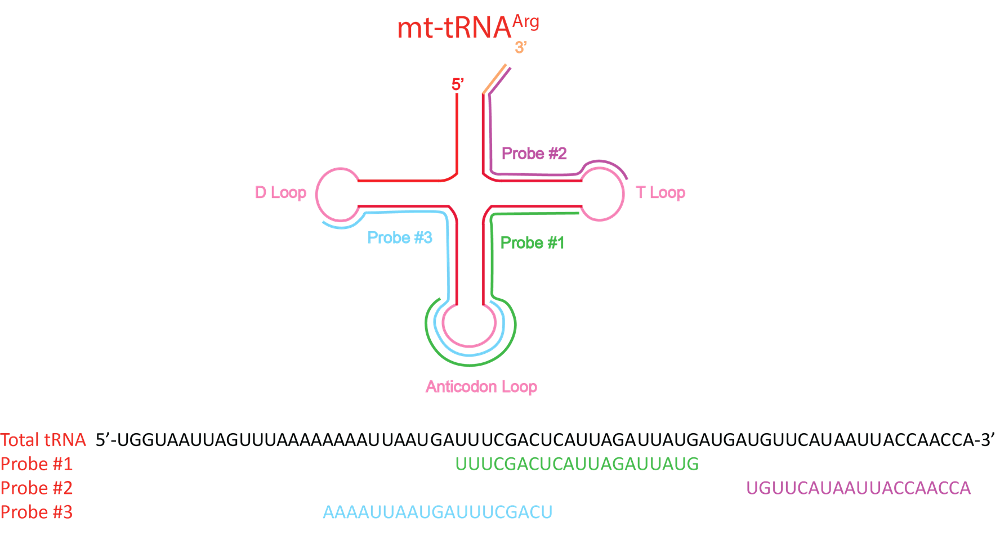 mt-tRNAArg
3’
5’
Probe #2
D Loop
T Loop
Probe #3
Probe #1
Anticodon Loop
Total tRNA 5’-UGGUAAUUAGUUUAAAAAAAAUUAAUGAUUUCGACUCAUUAGAUUAUGAUGAUGUUCAUAAUUACCAACCA-3’
Probe #1 UUUCGACUCAUUAGAUUAUG
Probe #2 UGUUCAUAAUUACCAACCA
Probe #3 AAAAUUAAUGAUUUCGACU